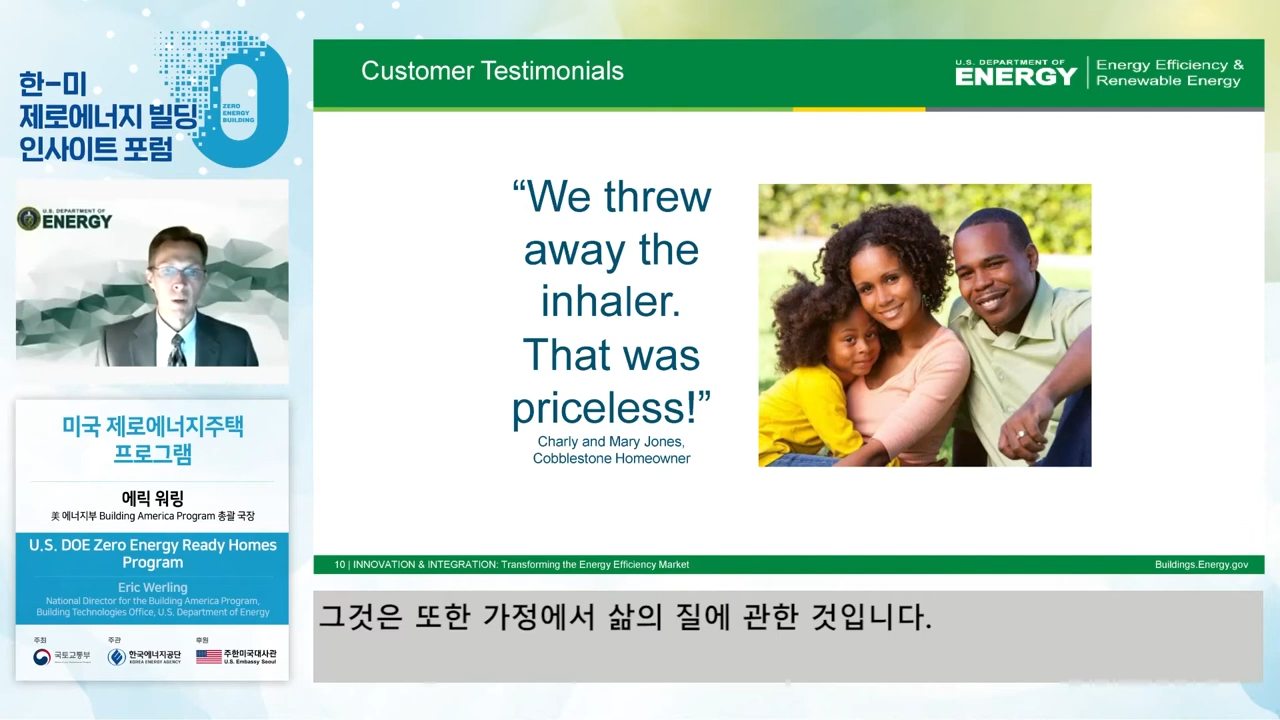 한-미
제로에너지 빌딩
인사이트 포럼
ZERO
ENERGY
BUILDING
U.S. DEPARTMENT OF
ENERGY
미국 제로에너지주택
프로그램
에릭 워링
美 에너지부 Building America Program 총괄 국장
U.S. DOE Zero Energy Ready Homes
Program
Eric Werling
National Director for the Building America Program,
Building Technologies Office, U.S. Department of Energy
주최
주관
후원
국토교통부
한국에너지공단
KOREA ENERGY AGENCY
주한미국대사관
U.S. Embassy Seoul
Customer Testimonials
U.S. DEPARTMENT OF
ENERGY
Energy Efficiency &
Renewable Energy
“We threw
away the
inhaler.
That was
priceless!”
Charly and Mary Jones,
Cobblestone Homeowner
10 | INNOVATION & INTEGRATION: Transforming the Energy Efficiency Market
Buildings.Energy.gov
그것은 또한 가정에서 삶의 질에 관한 것입니다.